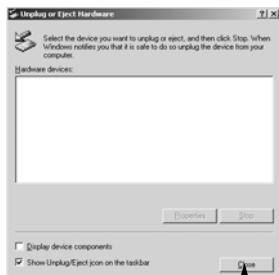 Unplug or Eject Hardware
Select the device you want to unplug or eject, and then click Stop. When
Windows notifies you that it is safe to do so unplug the device from your
computer.
Hardware devices:
Properties
Stop
Display device components
Show Unplug/Eject icon on the taskbar
Close